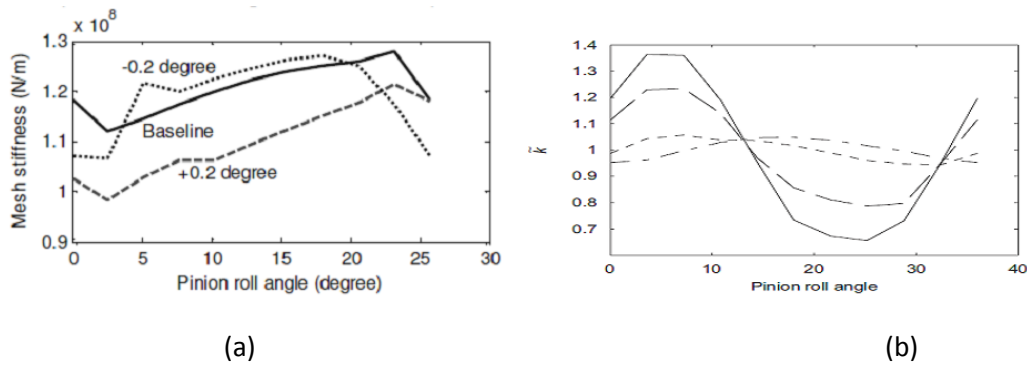 x 10⁸
1.3
1.2
1.1
1
0.9
Mesh stiffness (N/m)
-0.2 degree
Baseline
+0.2 degree
0 5 10 15 20 25 30
Pinion roll angle (degree)
(a)
1.4
1.3
1.2
1.1
1
0.9
0.8
0.7
k̃
0 10 20 30 40
Pinion roll angle
(b)